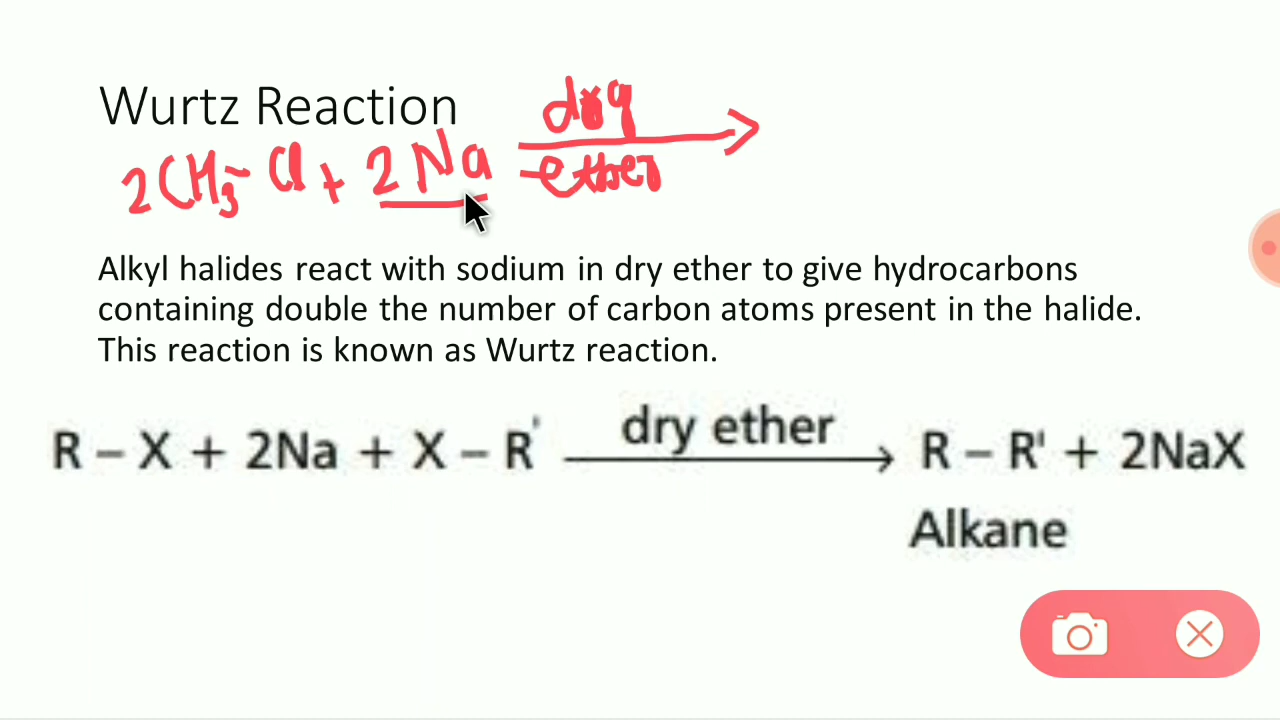 Wurtz Reaction
dry
2CH3-Cl + 2Na
ether
Alkyl halides react with sodium in dry ether to give hydrocarbons
containing double the number of carbon atoms present in the halide.
This reaction is known as Wurtz reaction.
dry ether
R – X + 2Na + X – R' → R – R' + 2NaX
Alkane